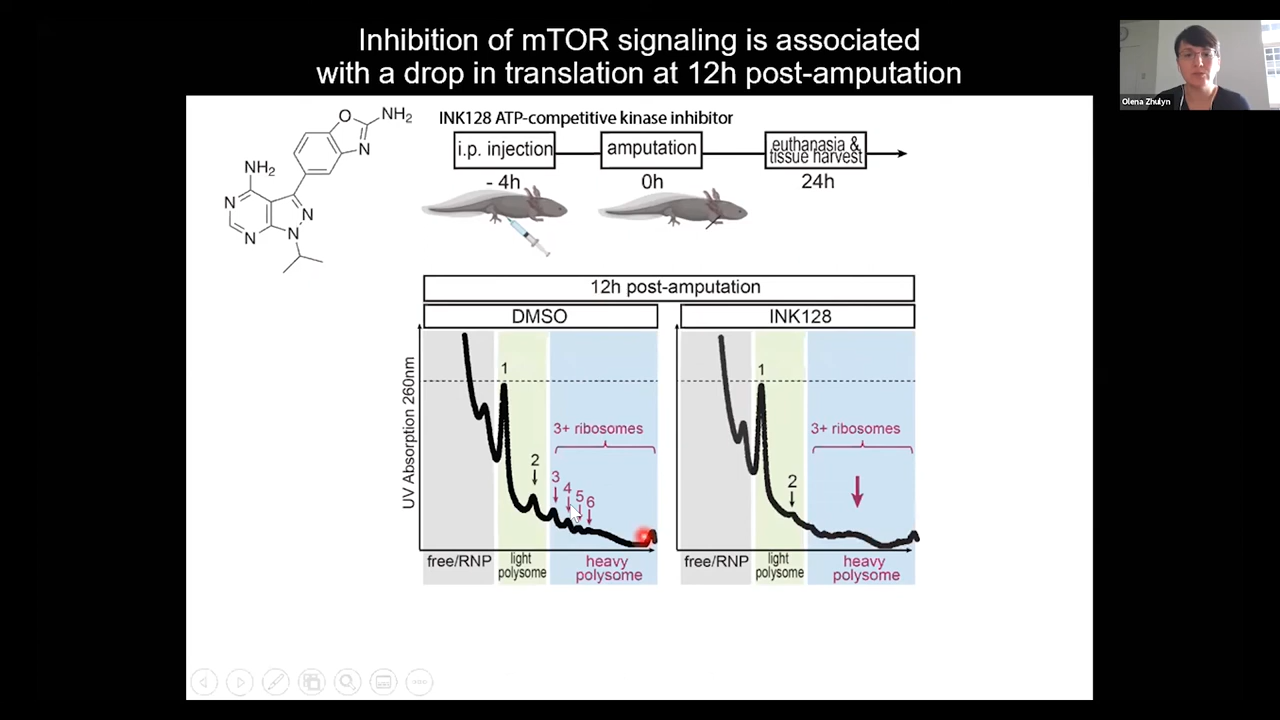 Inhibition of mTOR signaling is associated
with a drop in translation at 12h post-amputation
Olena Zhulyn
O
NH₂
N
NH₂
N
N
N
N
INK128 ATP-competitive kinase inhibitor
i.p. injection
amputation
euthanasia &
tissue harvest
- 4h
0h
24h
12h post-amputation
DMSO
INK128
UV Absorption 260nm
1
2
3+ ribosomes
3
4
5
6
free/RNP
light
polysome
heavy
polysome
1
2
3+ ribosomes
free/RNP
light
polysome
heavy
polysome